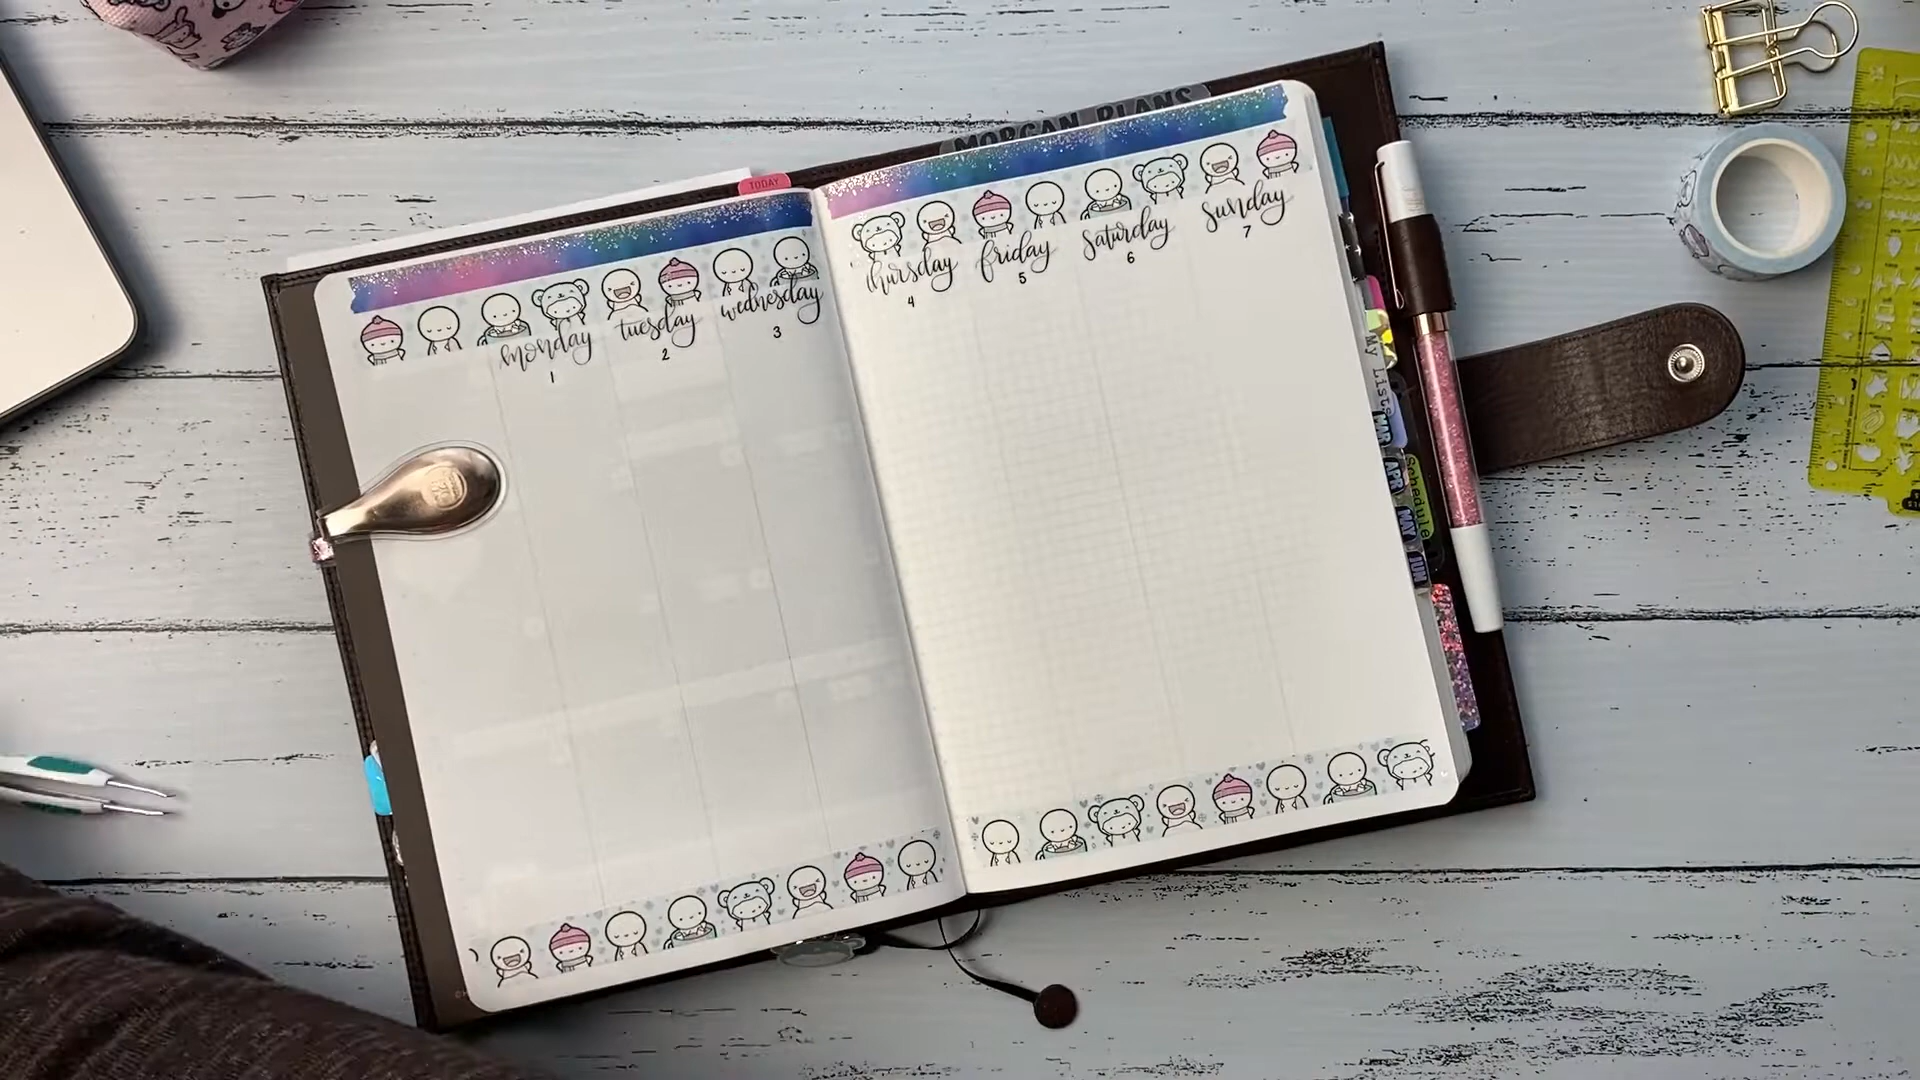 MORGAN PLANS
TODAY
monday
1
tuesday
2
wednesday
3
thursday
4
friday
5
saturday
6
sunday
7
My Lists
MAR
APR
Schedule
MAY
JUN